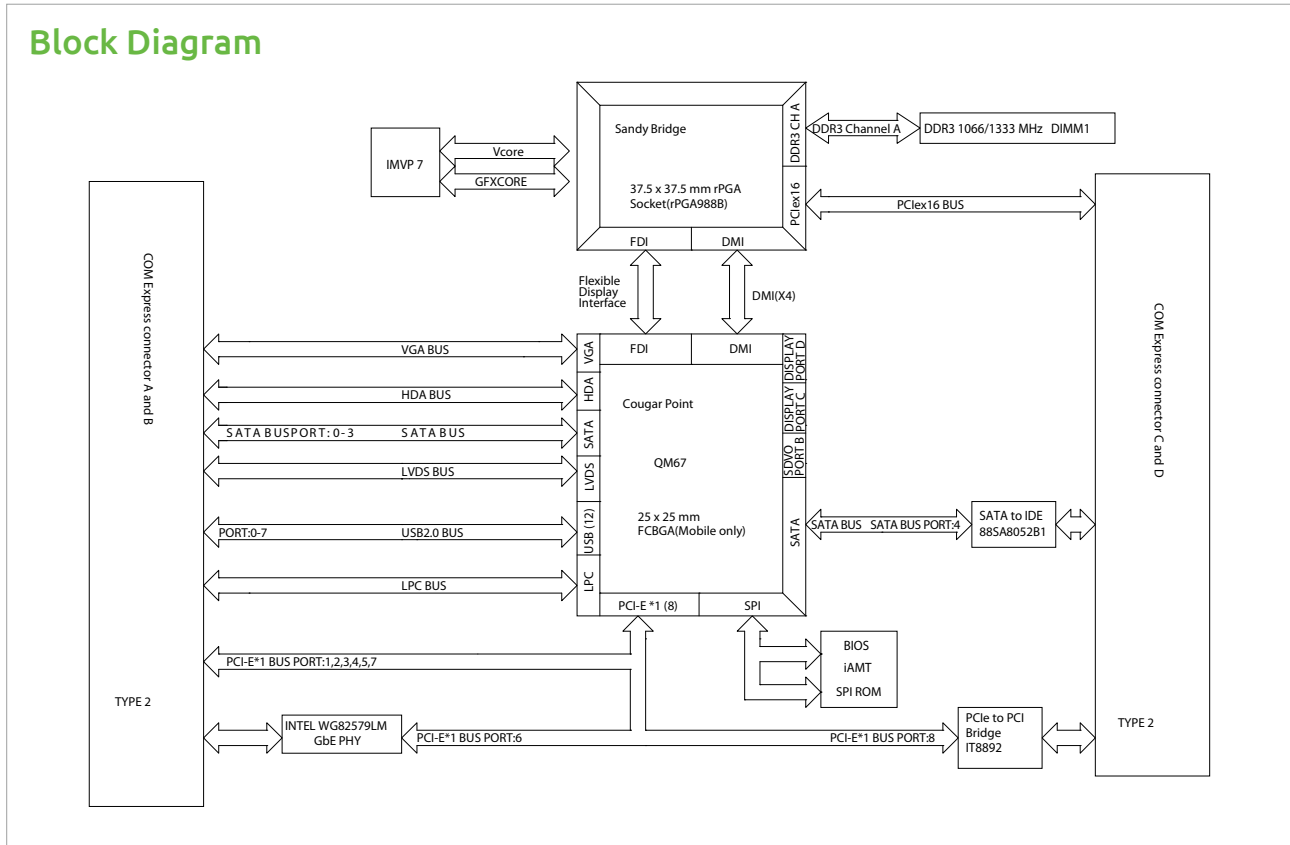 Block Diagram
Sandy Bridge
37.5 x 37.5 mm rPGA
Socket(rPGA988B)
DDR3 CH A
PCIex16
FDI
DMI
IMVP 7
Vcore
GFXCORE
DDR3 Channel A
DDR3 1066/1333 MHz DIMM1
PCIex16 BUS
Flexible
Display
Interface
DMI(X4)
COM Express connector A and B
TYPE 2
COM Express connector C and D
TYPE 2
VGA BUS
HDA BUS
SATA BUSPORT: 0-3 SATA BUS
LVDS BUS
PORT:0-7 USB2.0 BUS
LPC BUS
VGA
HDA
SATA
LVDS
USB (12)
LPC
FDI
DMI
Cougar Point
QM67
25 x 25 mm
FCBGA(Mobile only)
DISPLAY
PORT D
DISPLAY
PORT C
SDVO
PORT B
SATA
PCI-E *1 (8)
SPI
SATA BUS SATA BUS PORT:4
SATA to IDE
88SA8052B1
BIOS
iAMT
SPI ROM
PCI-E*1 BUS PORT:1,2,3,4,5,7
INTEL WG82579LM
GbE PHY
PCI-E*1 BUS PORT:6
PCI-E*1 BUS PORT:8
PCIe to PCI
Bridge
IT8892